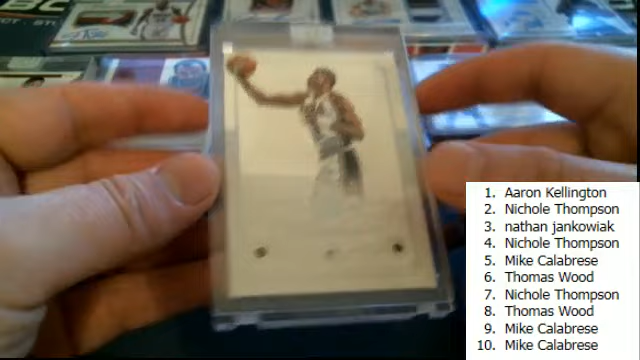 1. Aaron Kellington
2. Nichole Thompson
3. nathan jankowiak
4. Nichole Thompson
5. Mike Calabrese
6. Thomas Wood
7. Nichole Thompson
8. Thomas Wood
9. Mike Calabrese
10. Mike Calabrese